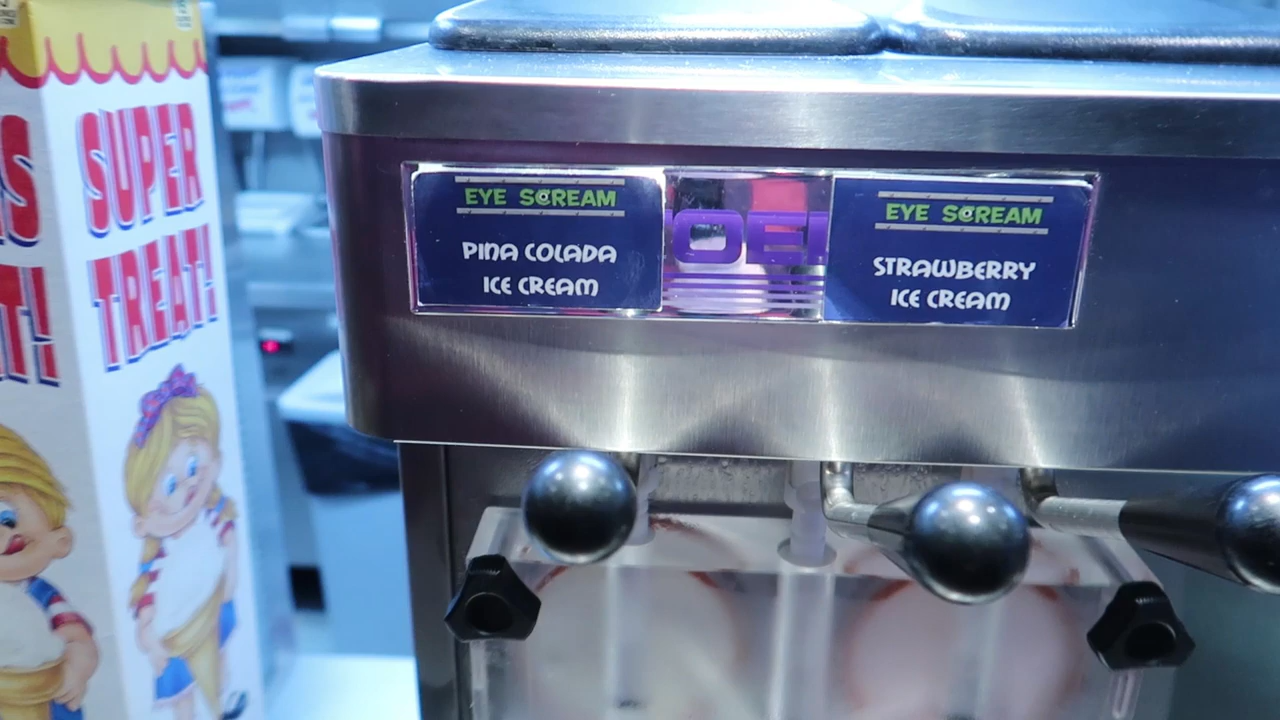 SUPER
TREAT!
EYE SCREAM
PINA COLADA
ICE CREAM
EYE SCREAM
STRAWBERRY
ICE CREAM